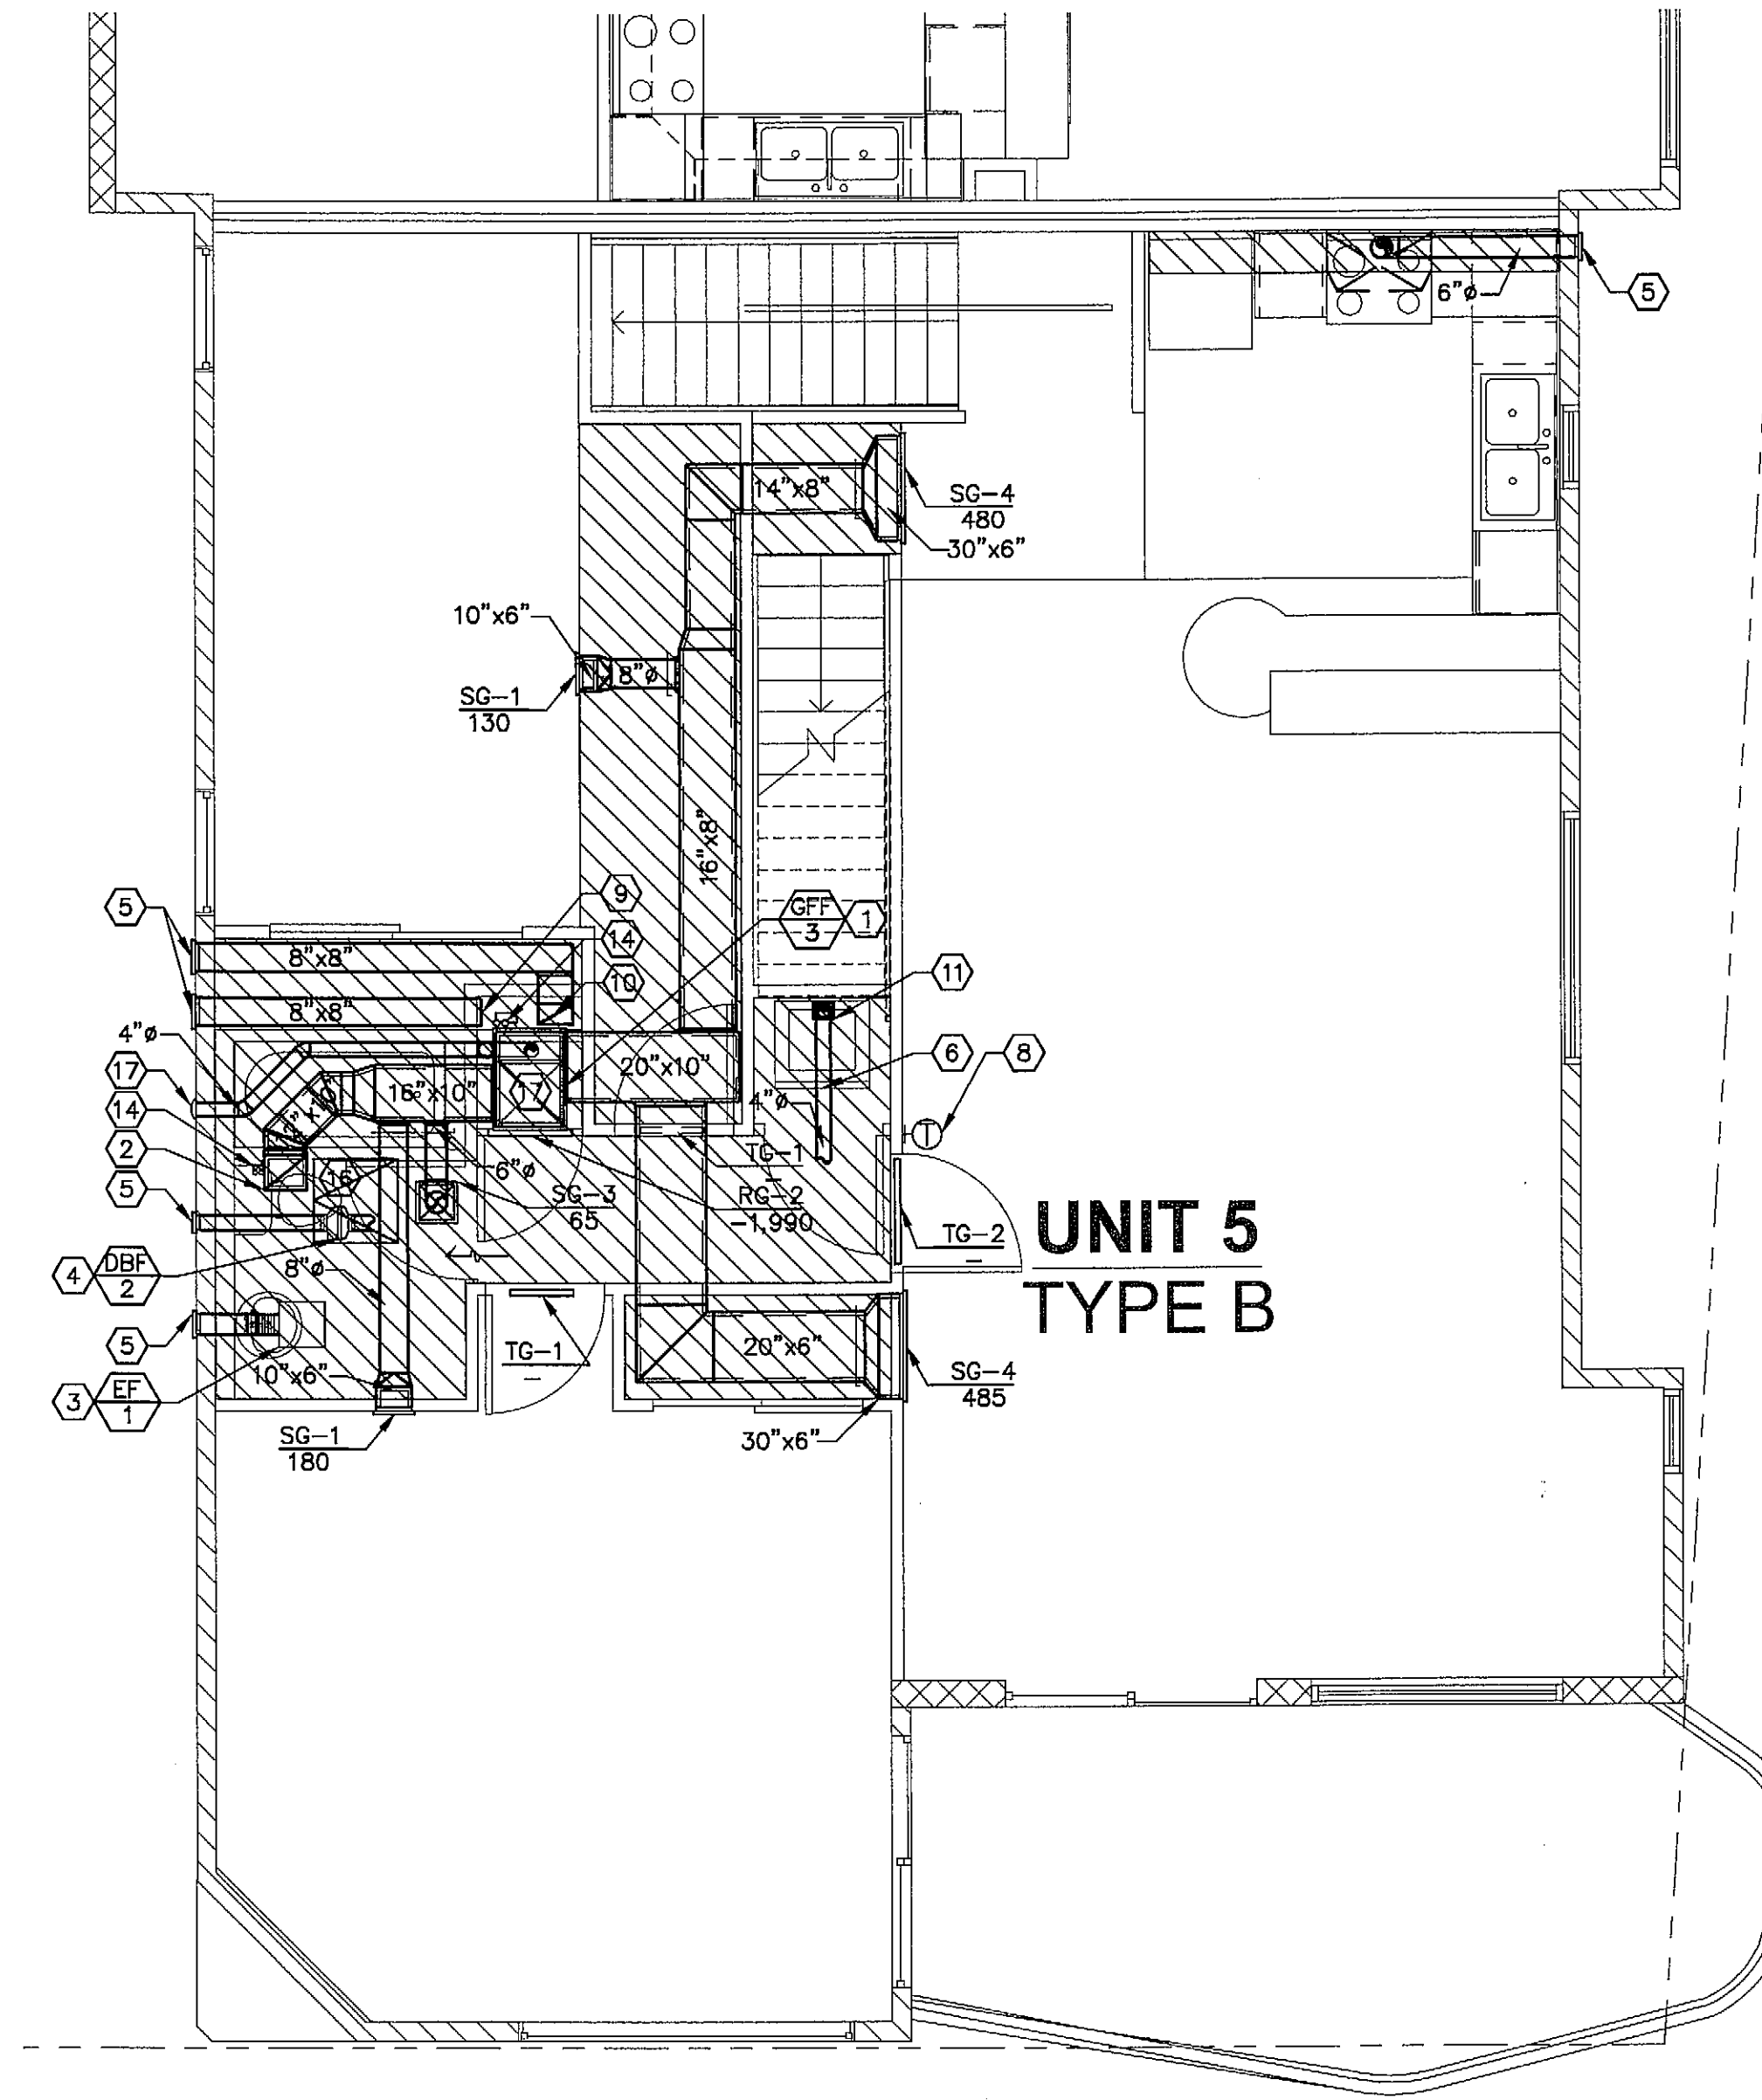 6"ø
5
14"x8"
SG-4
480
30"x6"
10"x6"
8"ø
SG-1
130
16"x8"
5
9
GFF
3
1
14
8"x8"
10
11
8"x8"
4"ø
20"x10"
6
8
17
16"x10"
17
4"ø
14
12"x10"
T
2
TG-1
–
16
6"ø
5
SG-3
65
RG-2
-1,990
UNIT 5
TG-2
–
4
DBF
2
8"ø
TYPE B
5
TG-1
–
20"x6"
10"x6"
SG-4
485
3
EF
1
SG-1
180
30"x6"